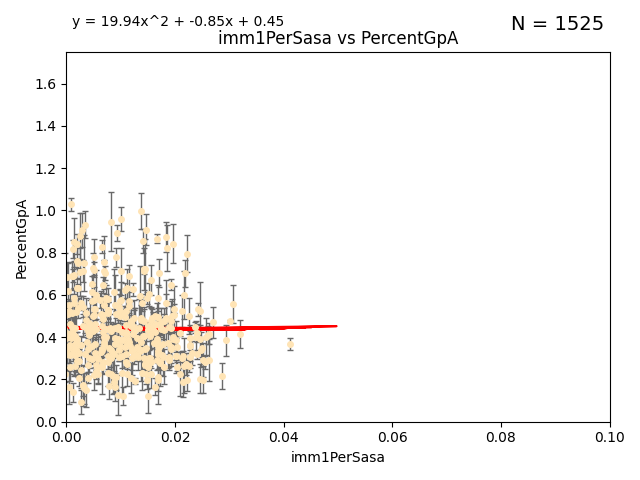 y = 19.94x^2 + -0.85x + 0.45
N = 1525
imm1PerSasa vs PercentGpA
1.6
1.4
1.2
1.0
0.8
0.6
0.4
0.2
0.0
PercentGpA
0.00 0.02 0.04 0.06 0.08 0.10
imm1PerSasa